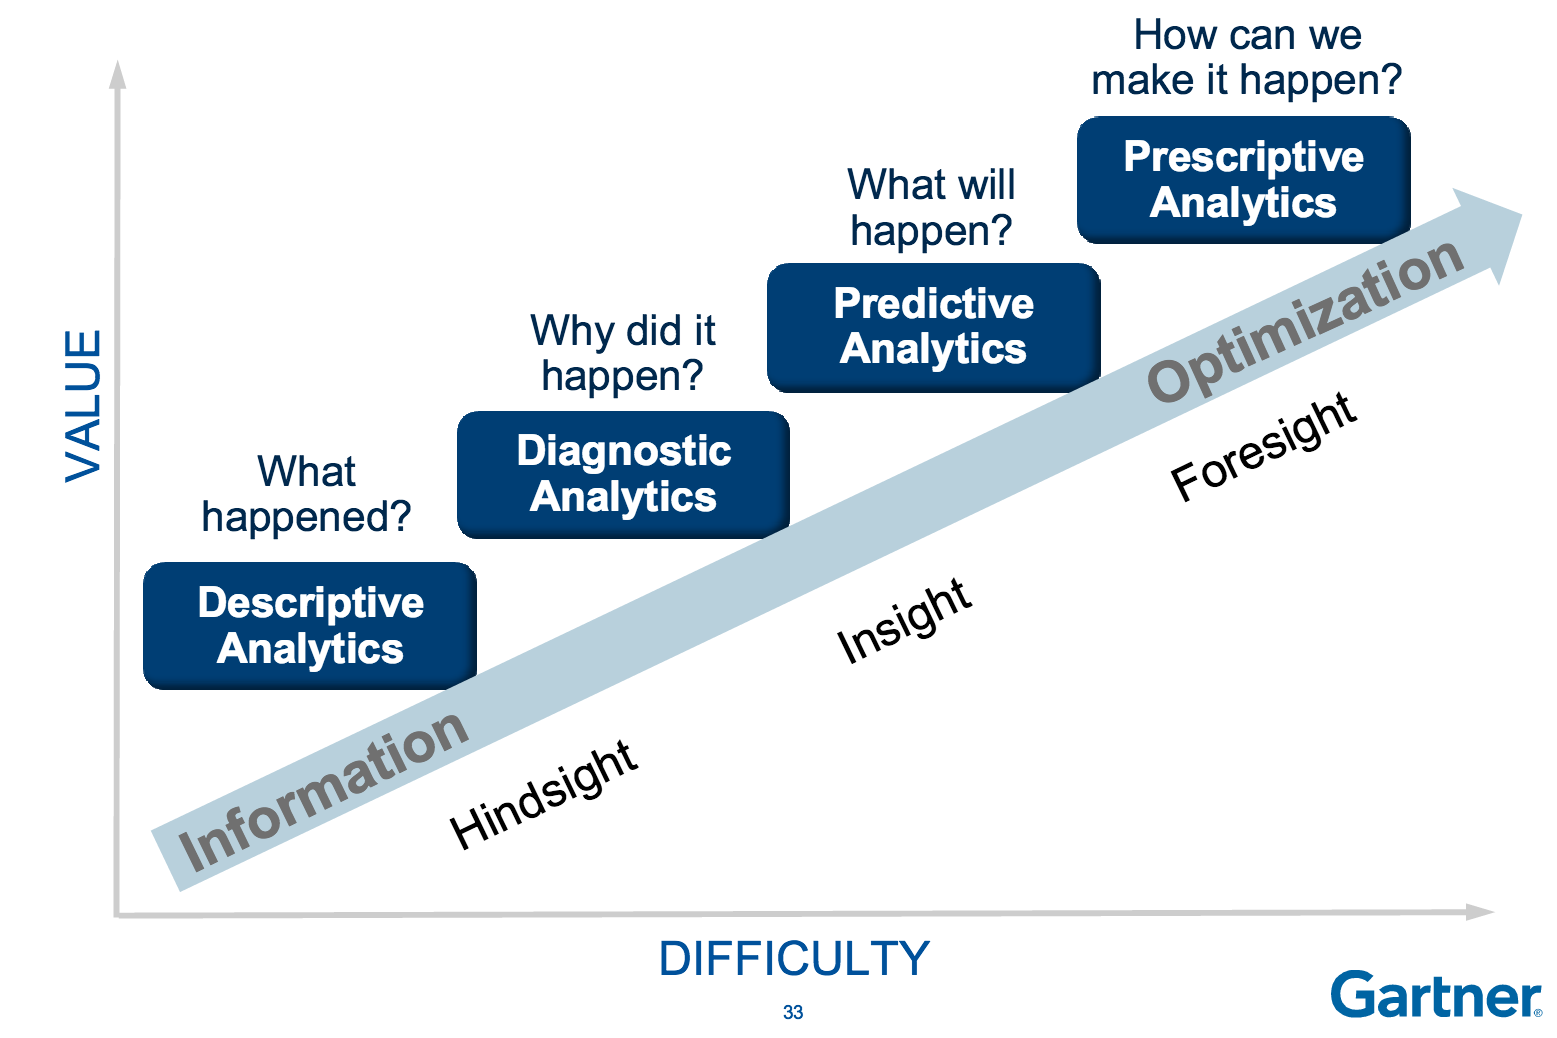 How can we
make it happen?
Prescriptive
Analytics
What will
happen?
Predictive
Analytics
Why did it
happen?
Diagnostic
Analytics
What
happened?
Descriptive
Analytics
VALUE
Information
Optimization
Hindsight
Insight
Foresight
DIFFICULTY
33
Gartner®